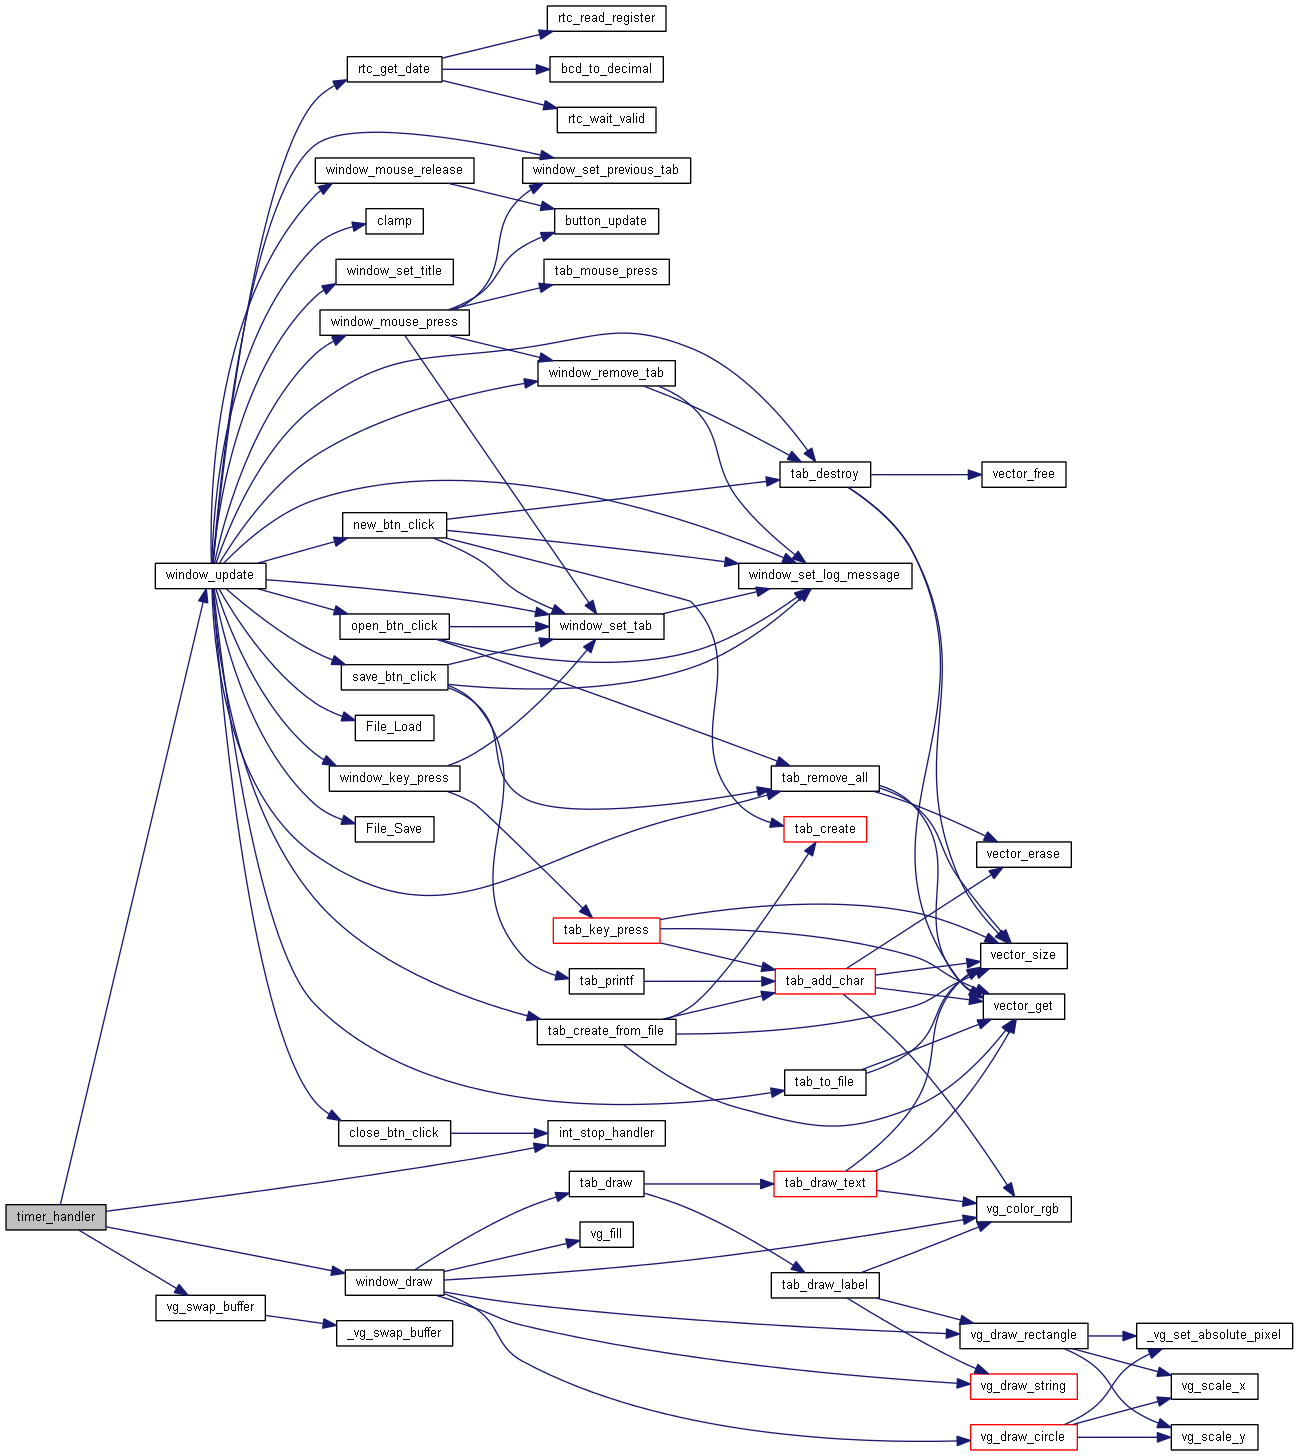 rtc_read_register
rtc_get_date
bcd_to_decimal
rtc_wait_valid
window_mouse_release
window_set_previous_tab
clamp
button_update
window_set_title
tab_mouse_press
window_mouse_press
window_remove_tab
tab_destroy
vector_free
new_btn_click
window_update
window_set_log_message
open_btn_click
window_set_tab
save_btn_click
File_Load
window_key_press
tab_remove_all
File_Save
tab_create
vector_erase
tab_key_press
vector_size
tab_printf
tab_add_char
vector_get
tab_create_from_file
tab_to_file
close_btn_click
int_stop_handler
tab_draw
tab_draw_text
timer_handler
vg_color_rgb
vg_fill
window_draw
tab_draw_label
vg_swap_buffer
_vg_swap_buffer
vg_draw_rectangle
_vg_set_absolute_pixel
vg_draw_string
vg_scale_x
vg_draw_circle
vg_scale_y